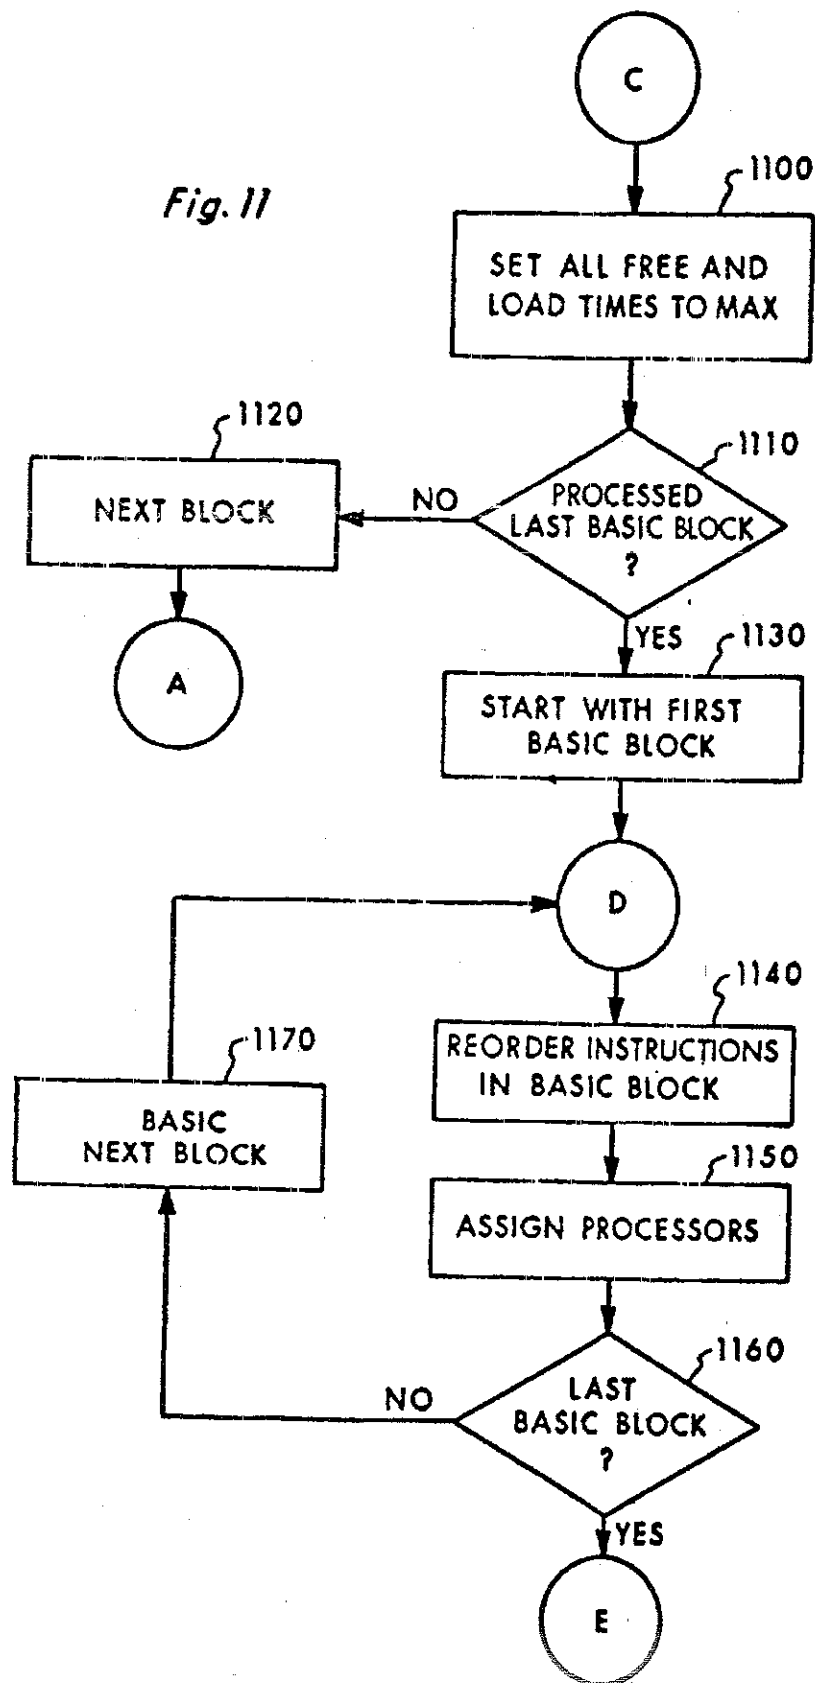 C
Fig. 11
1100
SET ALL FREE AND
LOAD TIMES TO MAX
1120
NEXT BLOCK
NO
1110
PROCESSED
LAST BASIC BLOCK
?
A
YES
1130
START WITH FIRST
BASIC BLOCK
D
1140
REORDER INSTRUCTIONS
IN BASIC BLOCK
1170
BASIC
NEXT BLOCK
1150
ASSIGN PROCESSORS
1160
NO
LAST
BASIC BLOCK
?
YES
E